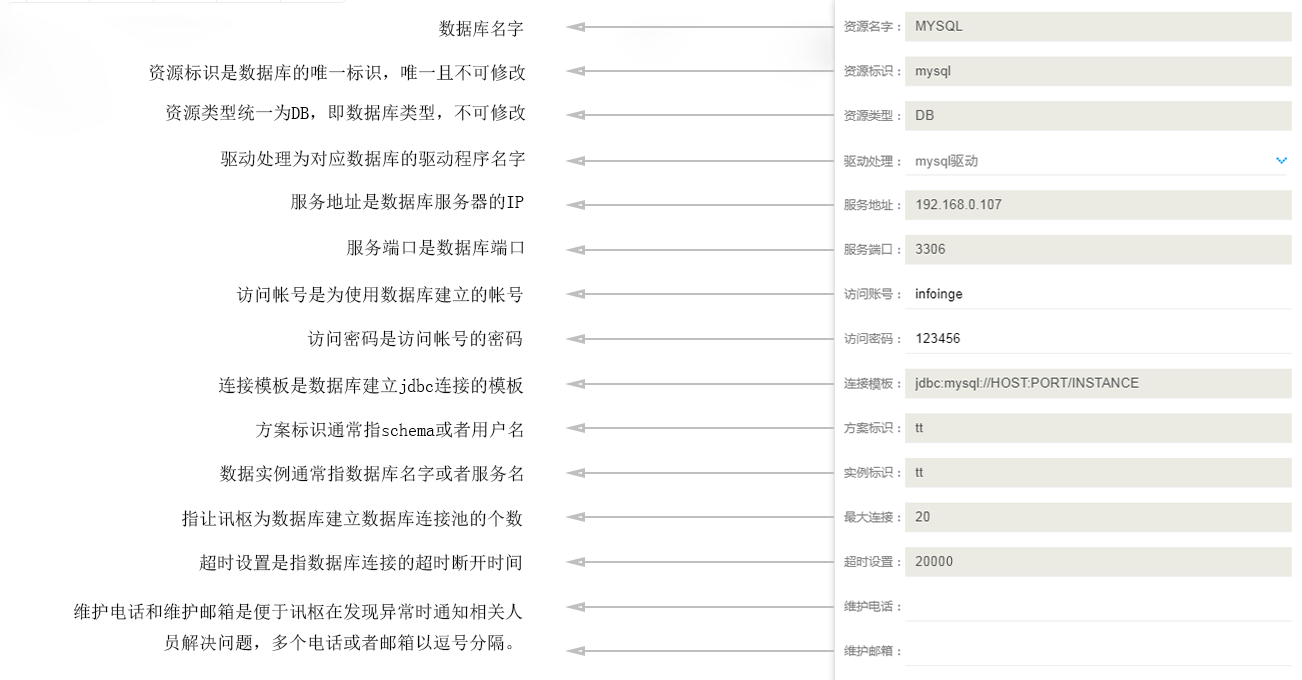 数据库名字 资源名字： MYSQL
资源标识是数据库的唯一标识，唯一且不可修改 资源标识： mysql
资源类型统一为DB，即数据库类型，不可修改 资源类型： DB
驱动处理为对应数据库的驱动程序名字 驱动处理： mysql驱动
服务地址是数据库服务器的IP 服务地址： 192.168.0.107
服务端口是数据库端口 服务端口： 3306
访问帐号是为使用数据库建立的帐号 访问账号： infoinge
访问密码是访问帐号的密码 访问密码： 123456
连接模板是数据库建立jdbc连接的模板 连接模板： jdbc:mysql://HOST:PORT/INSTANCE
方案标识通常指schema或者用户名 方案标识： tt
数据实例通常指数据库名字或者服务名 实例标识： tt
指让讯枢为数据库建立数据库连接池的个数 最大连接： 20
超时设置是指数据库连接的超时断开时间 超时设置： 20000
维护电话和维护邮箱是便于讯枢在发现异常时通知相关人 维护电话：
员解决问题，多个电话或者邮箱以逗号分隔。 维护邮箱：